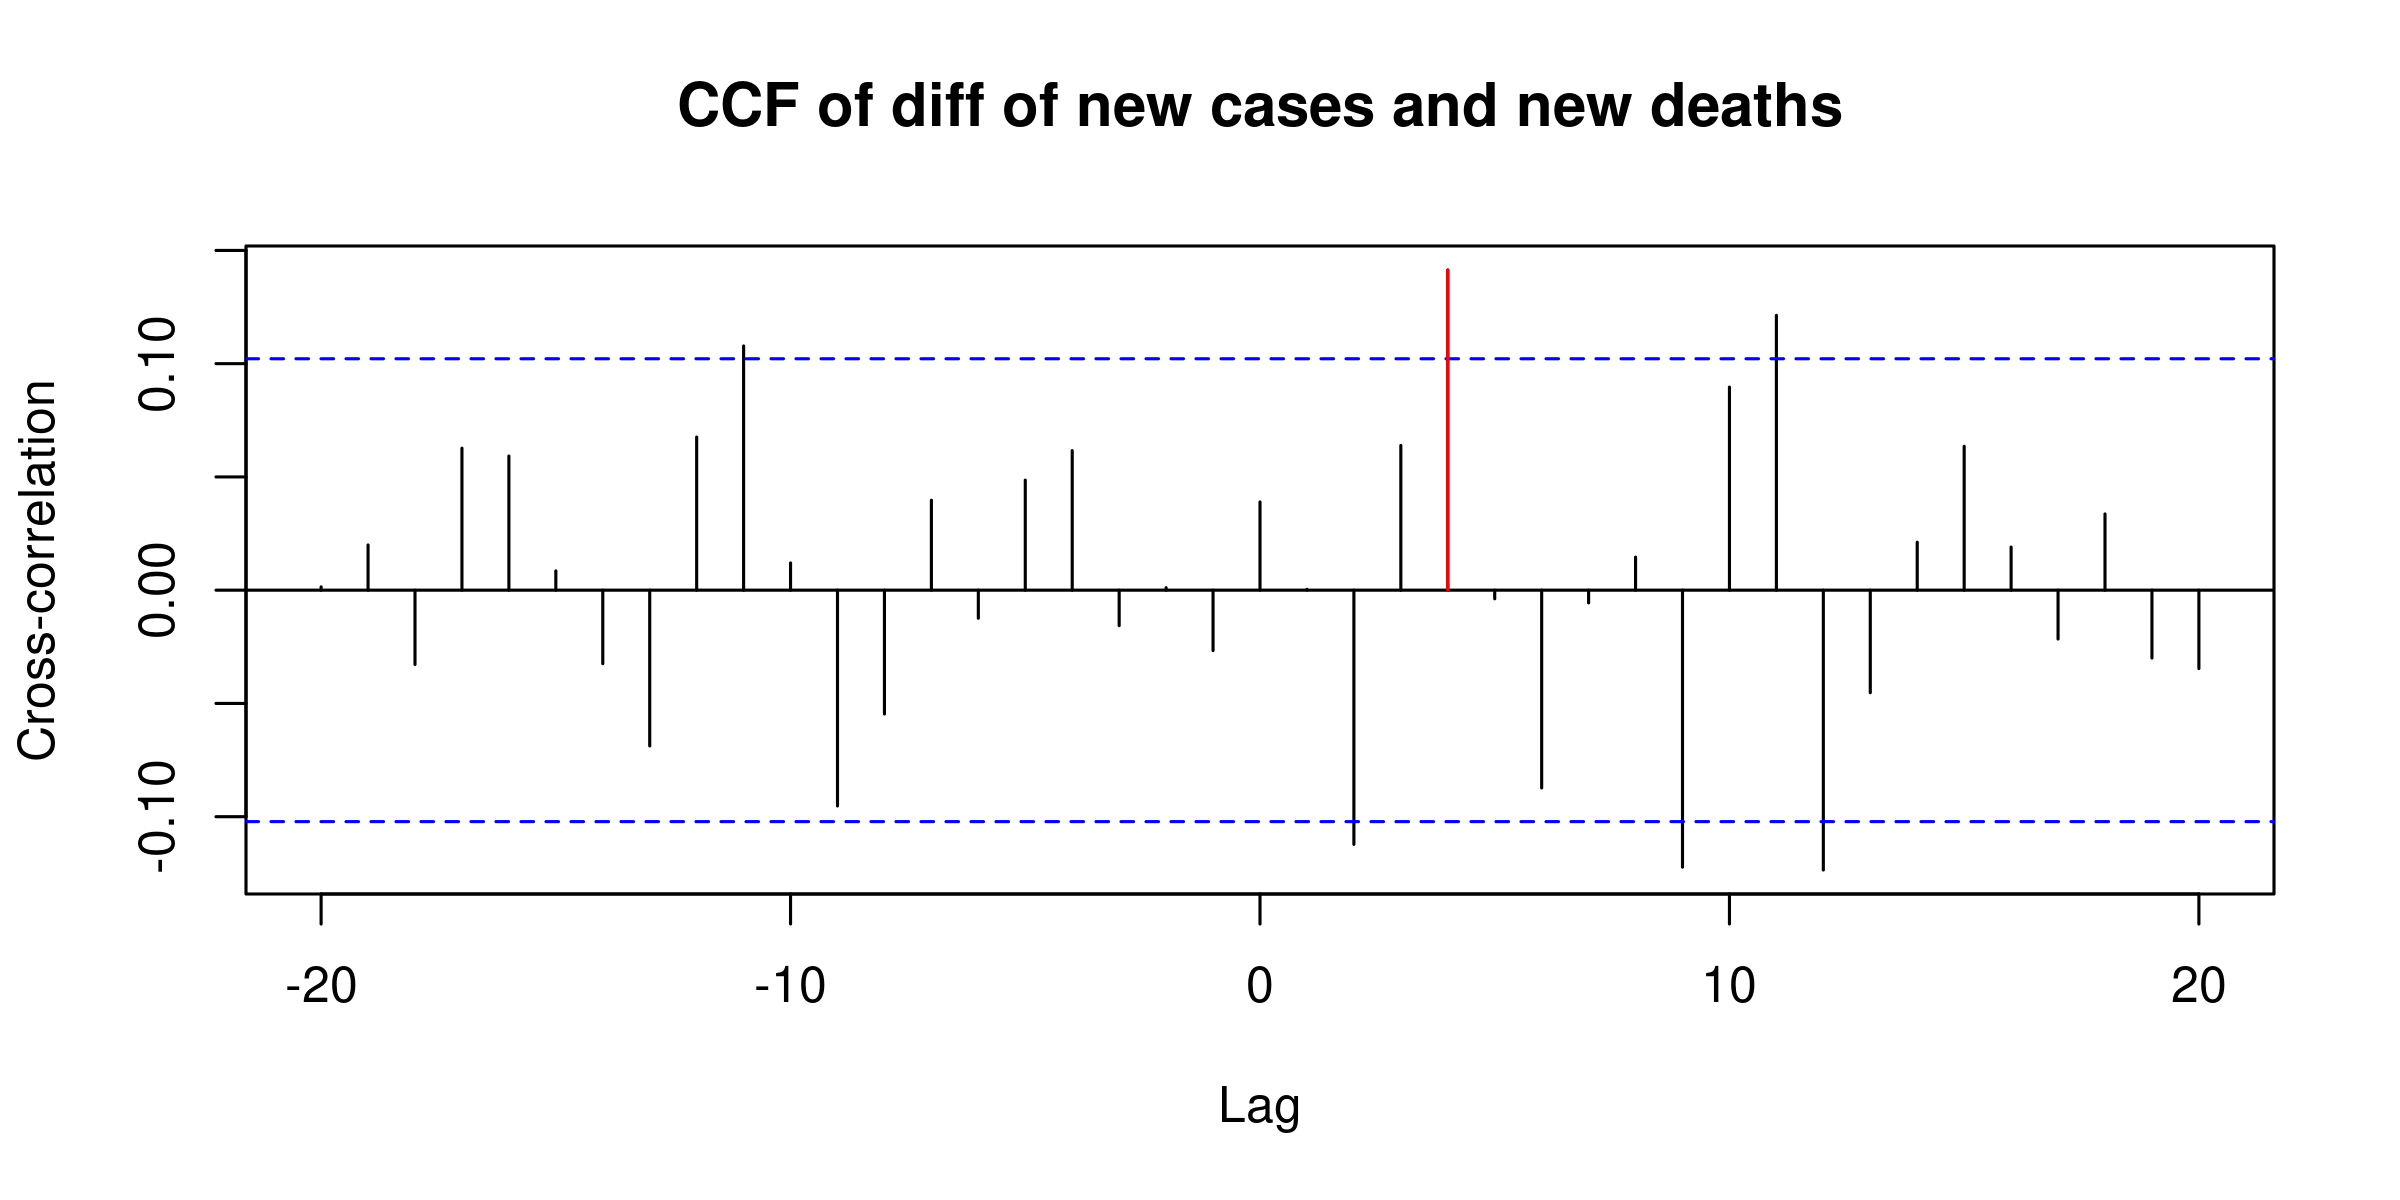 CCF of diff of new cases and new deaths
Cross-correlation
0.10
0.00
-0.10
-20 -10 0 10 20
Lag